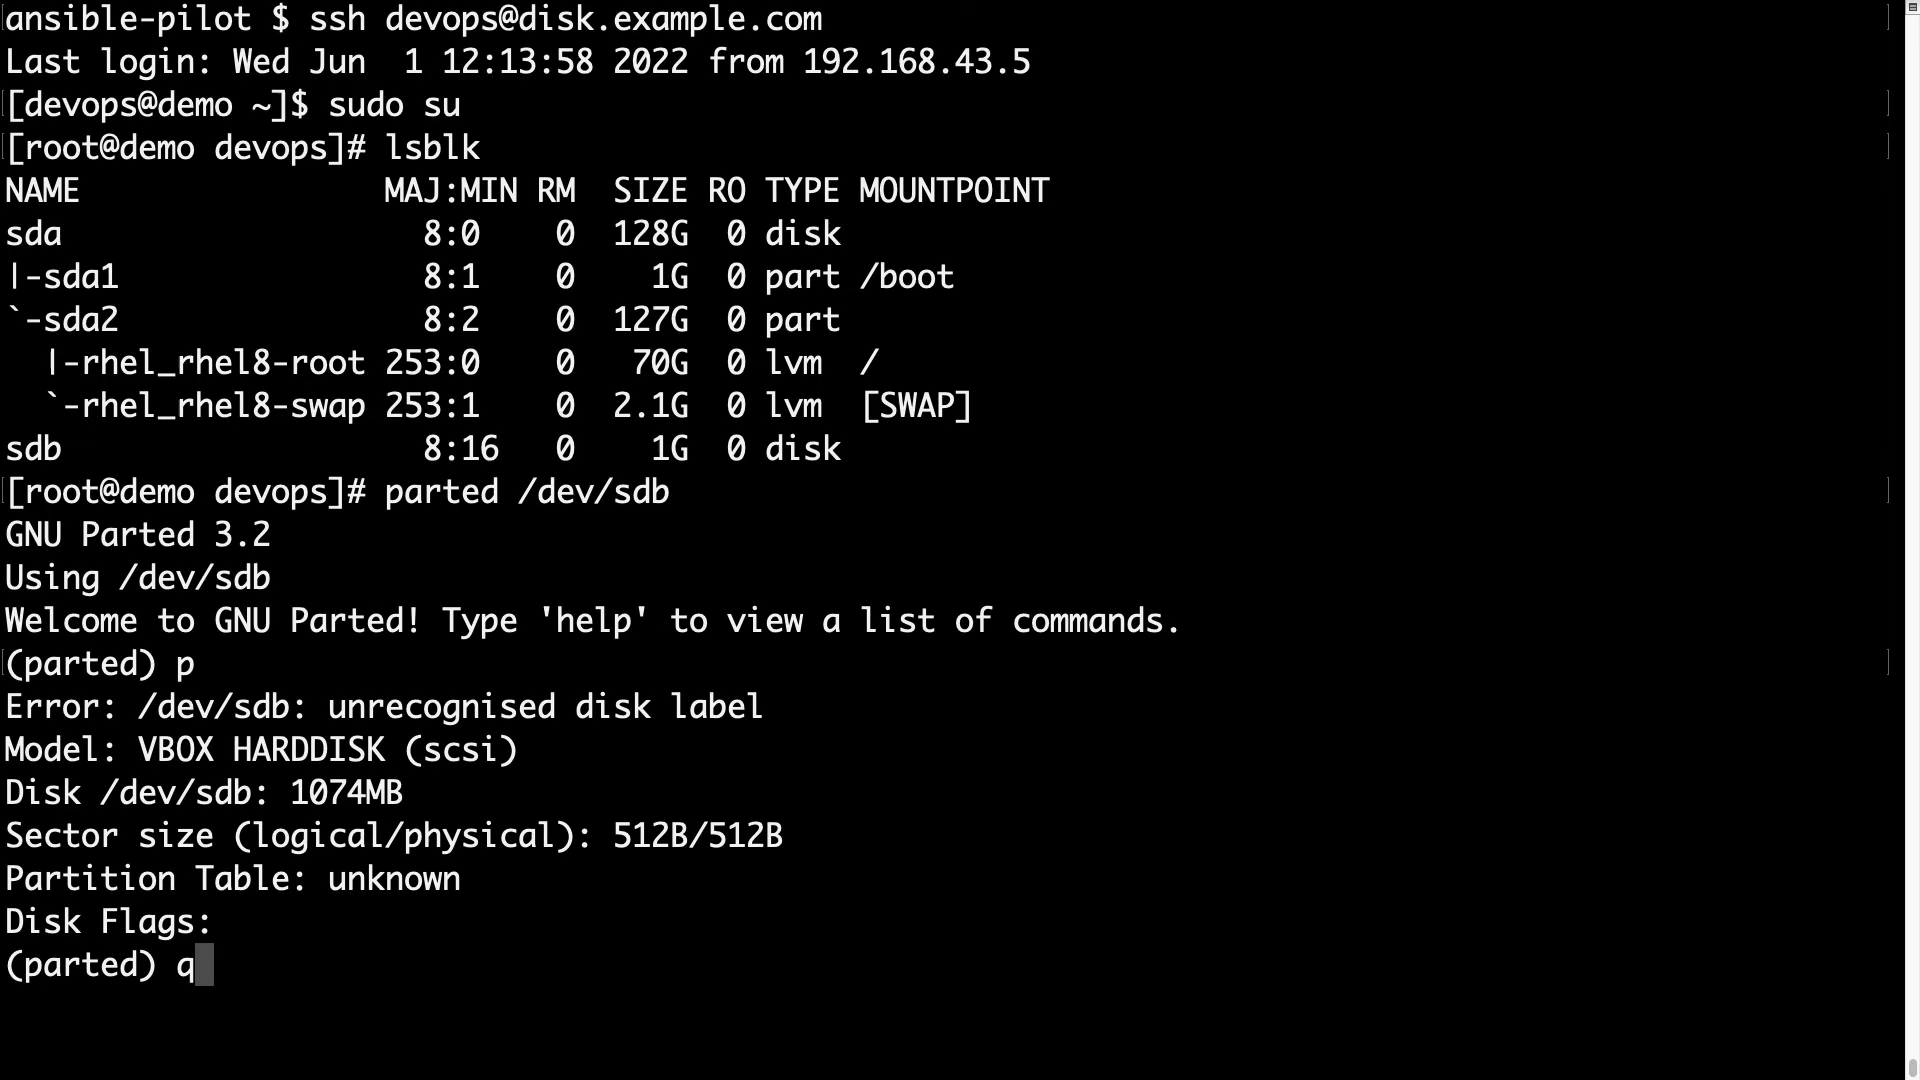 ansible-pilot $ ssh devops@disk.example.com
Last login: Wed Jun  1 12:13:58 2022 from 192.168.43.5
[devops@demo ~]$ sudo su
[root@demo devops]# lsblk
NAME                MAJ:MIN RM  SIZE RO TYPE MOUNTPOINT
sda                   8:0    0  128G  0 disk
|-sda1                8:1    0    1G  0 part /boot
`-sda2                8:2    0  127G  0 part
  |-rhel_rhel8-root 253:0    0   70G  0 lvm  /
  `-rhel_rhel8-swap 253:1    0  2.1G  0 lvm  [SWAP]
sdb                   8:16   0    1G  0 disk
[root@demo devops]# parted /dev/sdb
GNU Parted 3.2
Using /dev/sdb
Welcome to GNU Parted! Type 'help' to view a list of commands.
(parted) p
Error: /dev/sdb: unrecognised disk label
Model: VBOX HARDDISK (scsi)
Disk /dev/sdb: 1074MB
Sector size (logical/physical): 512B/512B
Partition Table: unknown
Disk Flags:
(parted) q